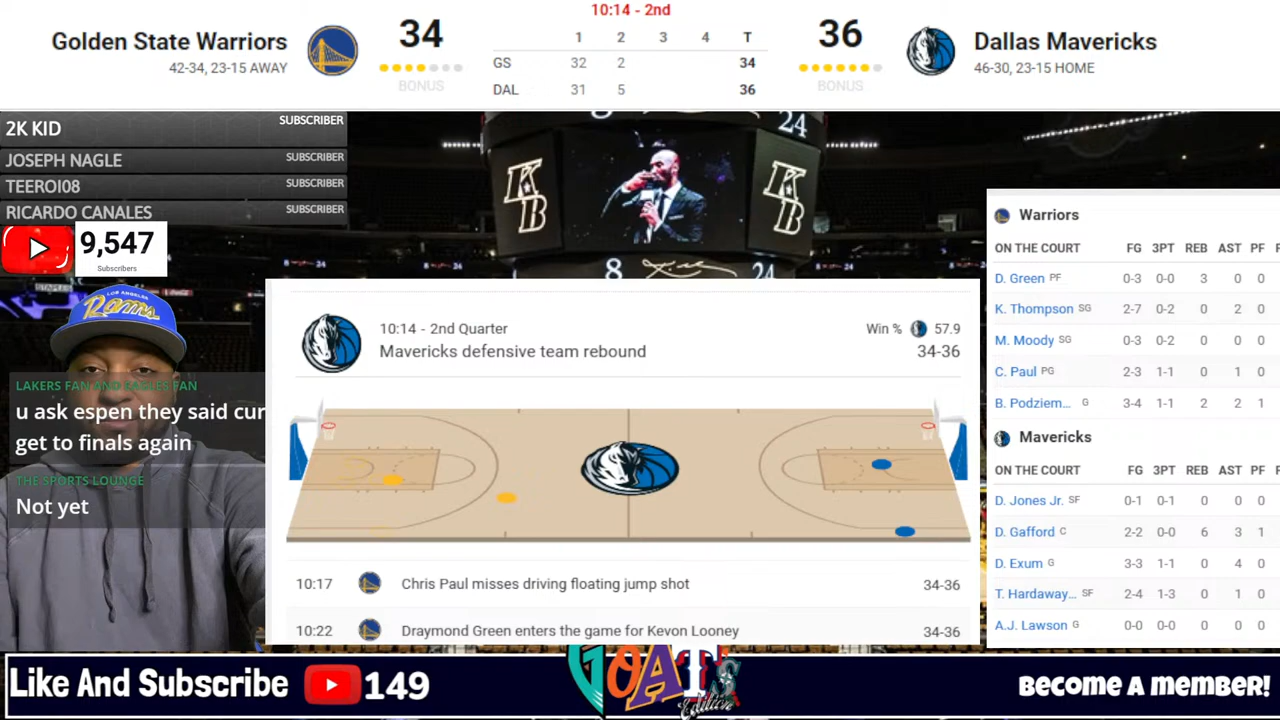 10:14 - 2nd
Golden State Warriors
42-34, 23-15 AWAY
34
BONUS
1 2 3 4 T
GS 32 2 34
DAL 31 5 36
36
BONUS
Dallas Mavericks
46-30, 23-15 HOME
2K KID SUBSCRIBER
JOSEPH NAGLE SUBSCRIBER
TEEROI08 SUBSCRIBER
RICARDO CANALES SUBSCRIBER
9,547
Subscribers
24
KB
KB
8 24
LOS ANGELES
Rams
LAKERS FAN AND EAGLES FAN
u ask espen they said cur
get to finals again
THE SPORTS LOUNGE
Not yet
10:14 - 2nd Quarter
Mavericks defensive team rebound
Win % 57.9
34-36
10:17 Chris Paul misses driving floating jump shot 34-36
10:22 Draymond Green enters the game for Kevon Looney 34-36
Warriors
ON THE COURT FG 3PT REB AST PF F
D. Green PF 0-3 0-0 3 0 0
K. Thompson SG 2-7 0-2 0 2 0
M. Moody SG 0-3 0-2 0 0 0
C. Paul PG 2-3 1-1 0 1 0
B. Podziem... G 3-4 1-1 2 2 1
Mavericks
ON THE COURT FG 3PT REB AST PF F
D. Jones Jr. SF 0-1 0-1 0 0 0
D. Gafford C 2-2 0-0 6 3 1
D. Exum G 3-3 1-1 0 4 0
T. Hardaway... SF 2-4 1-3 0 1 0
A.J. Lawson G 0-0 0-0 0 0 0
Like And Subscribe 149
GOATs
Edition
Become a member!